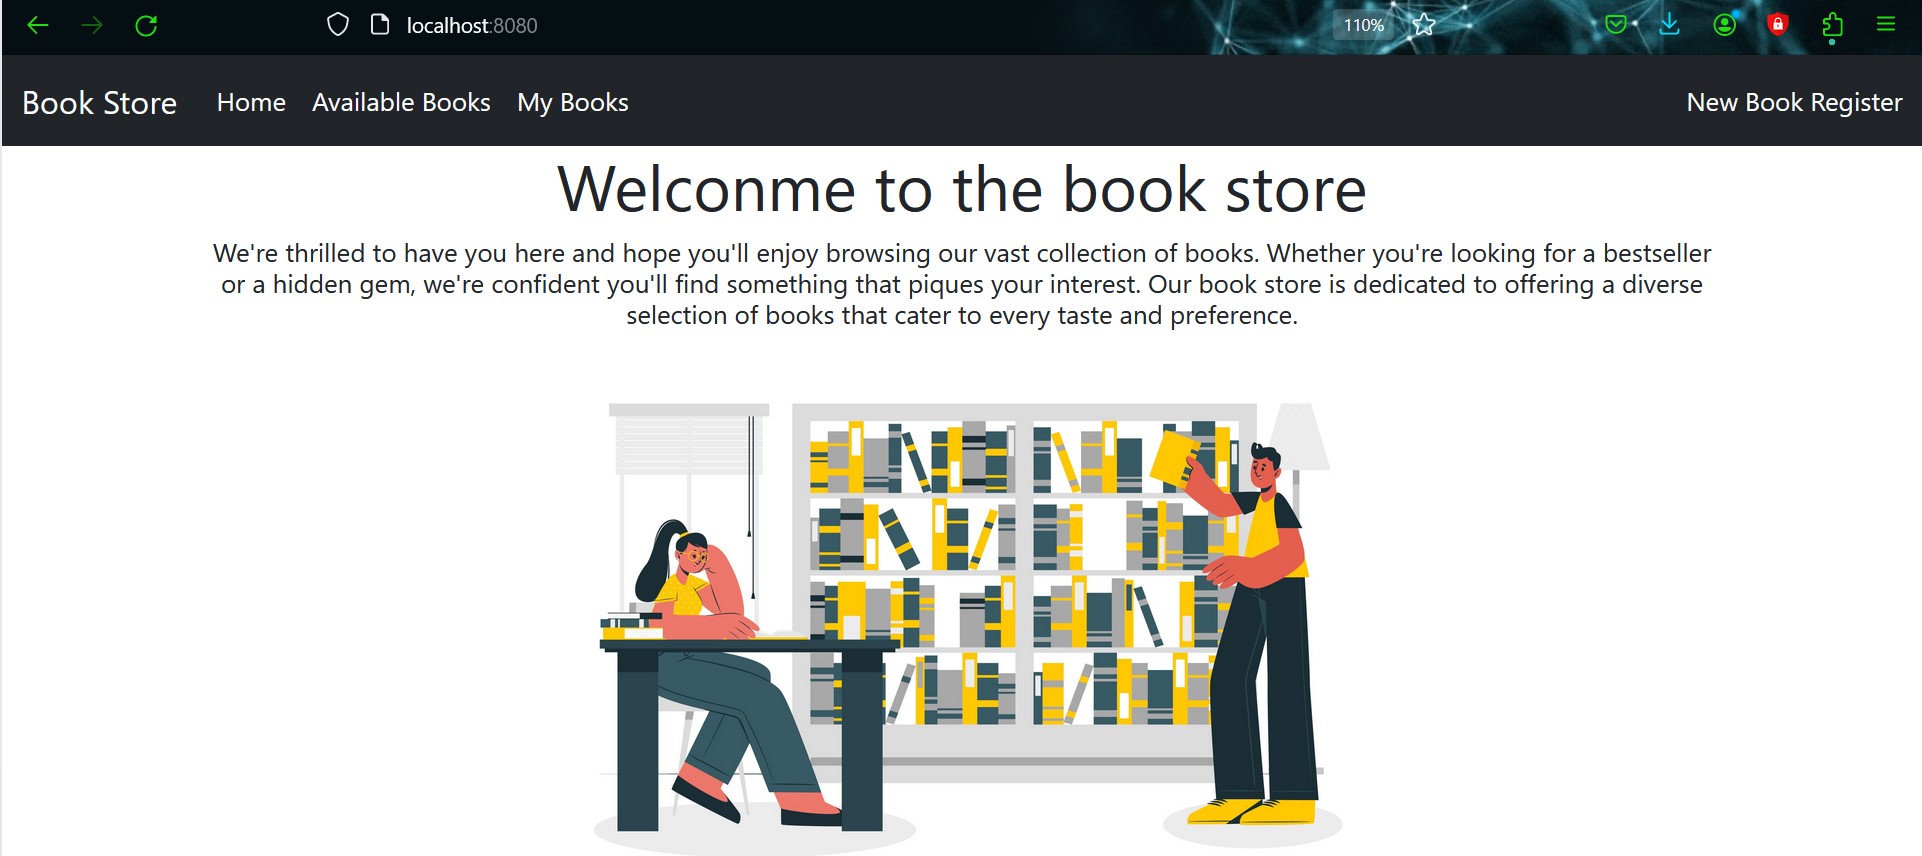 localhost:8080
110%
Book Store Home Available Books My Books New Book Register
Welconme to the book store
We're thrilled to have you here and hope you'll enjoy browsing our vast collection of books. Whether you're looking for a bestseller
or a hidden gem, we're confident you'll find something that piques your interest. Our book store is dedicated to offering a diverse
selection of books that cater to every taste and preference.